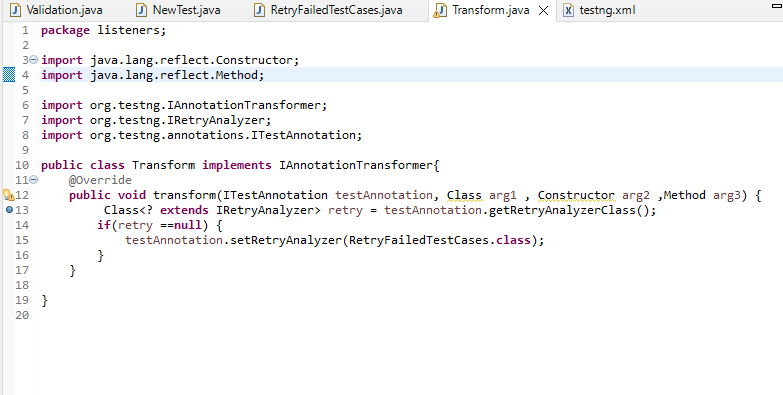 Validation.java NewTest.java RetryFailedTestCases.java Transform.java testng.xml
1 package listeners;
2
3 import java.lang.reflect.Constructor;
4 import java.lang.reflect.Method;
5
6 import org.testng.IAnnotationTransformer;
7 import org.testng.IRetryAnalyzer;
8 import org.testng.annotations.ITestAnnotation;
9
10 public class Transform implements IAnnotationTransformer{
11 @Override
12 public void transform(ITestAnnotation testAnnotation, Class arg1 , Constructor arg2 ,Method arg3) {
13 Class<? extends IRetryAnalyzer> retry = testAnnotation.getRetryAnalyzerClass();
14 if(retry ==null) {
15 testAnnotation.setRetryAnalyzer(RetryFailedTestCases.class);
16 }
17 }
18
19 }
20